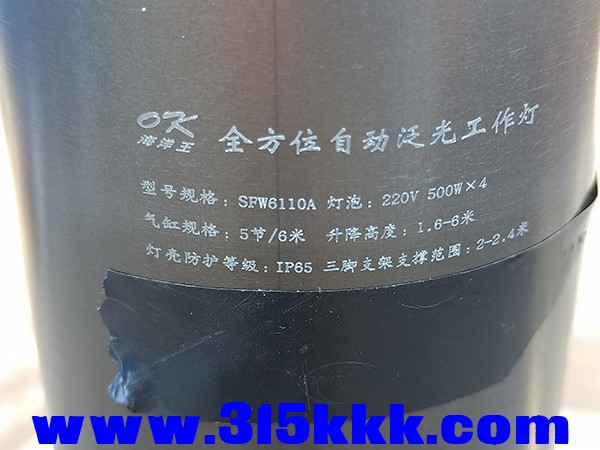 OK 海洋王
全方位自动泛光工作灯
型号规格：SFW6110A 灯泡：220V 500W×4
气缸规格：5节/6米 升降高度：1.6-6米
灯壳防护等级：IP65 三脚支架支撑范围：2-2.4米
www.315kkk.com